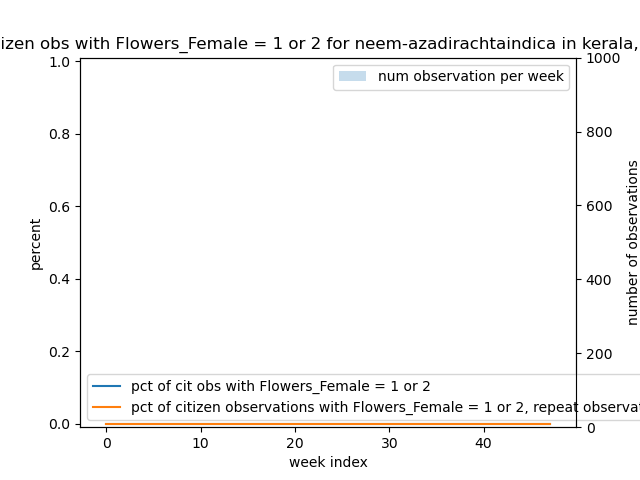 izen obs with Flowers_Female = 1 or 2 for neem-azadirachtaindica in kerala,
num observation per week
percent
1.0
0.8
0.6
0.4
0.2
0.0
1000
800
600
400
200
0
number of observations
pct of cit obs with Flowers_Female = 1 or 2
pct of citizen observations with Flowers_Female = 1 or 2, repeat observat
0 10 20 30 40
week index